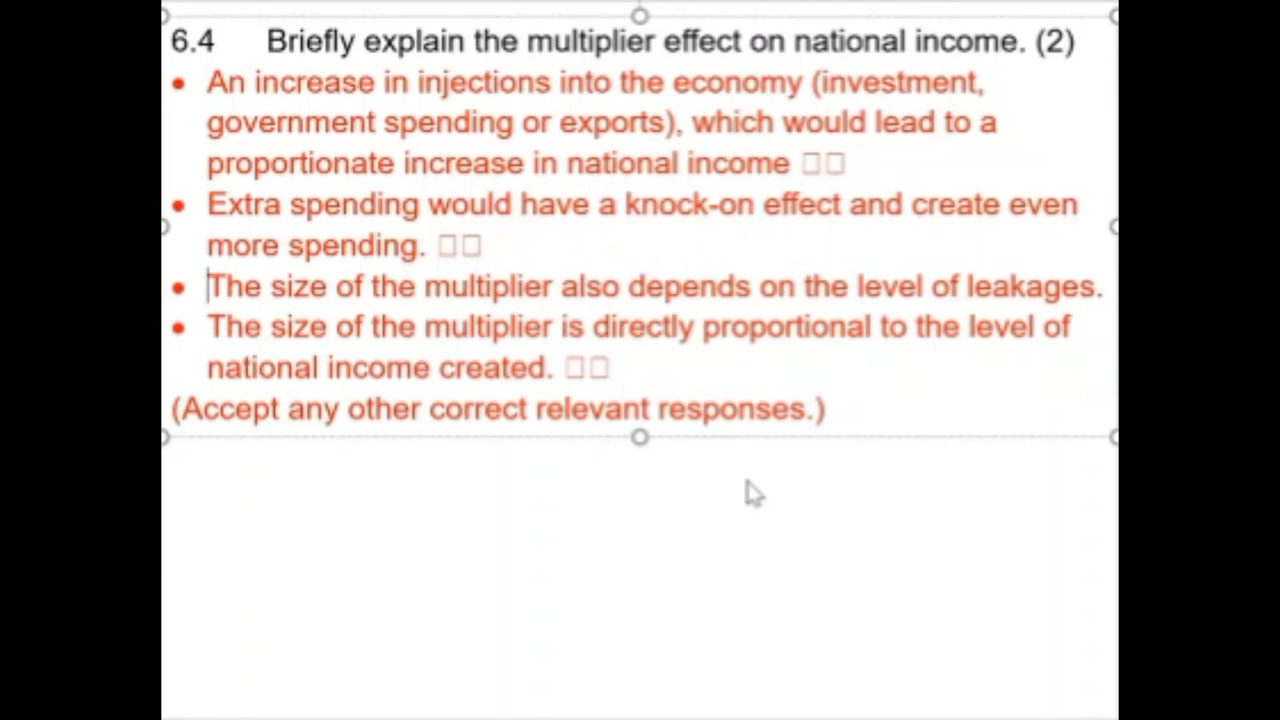 6.4 Briefly explain the multiplier effect on national income. (2)
• An increase in injections into the economy (investment,
government spending or exports), which would lead to a
proportionate increase in national income □□
• Extra spending would have a knock-on effect and create even
more spending. □□
• The size of the multiplier also depends on the level of leakages.
• The size of the multiplier is directly proportional to the level of
national income created. □□
(Accept any other correct relevant responses.)